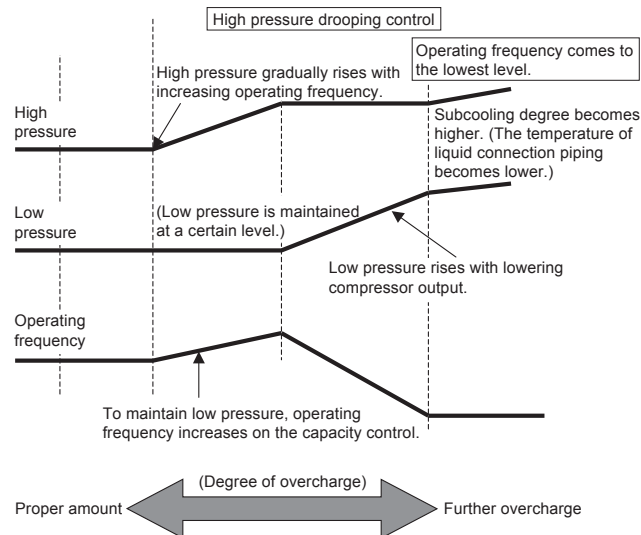 High pressure drooping control
Operating frequency comes to
the lowest level.
High pressure gradually rises with
increasing operating frequency.
High
pressure
Subcooling degree becomes
higher. (The temperature of
liquid connection piping
becomes lower.)
Low
pressure
(Low pressure is maintained
at a certain level.)
Low pressure rises with lowering
compressor output.
Operating
frequency
To maintain low pressure, operating
frequency increases on the capacity control.
(Degree of overcharge)
Proper amount
Further overcharge